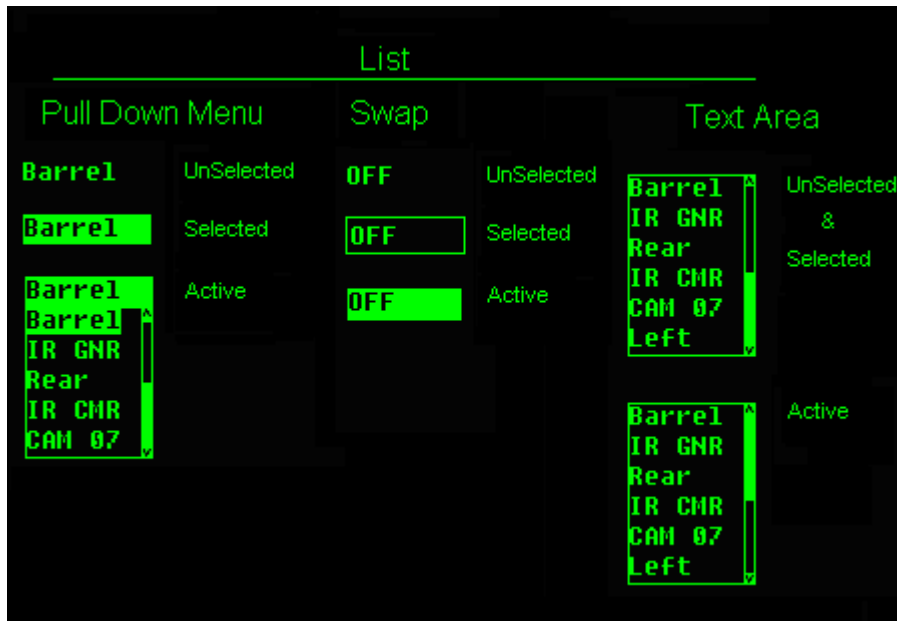 List
Pull Down Menu
Swap
Text Area
Barrel
UnSelected
Barrel
Selected
Barrel
Active
Barrel
IR GNR
Rear
IR CMR
CAM 07
OFF
UnSelected
OFF
Selected
OFF
Active
Barrel
IR GNR
Rear
IR CMR
CAM 07
Left
UnSelected
&
Selected
Barrel
IR GNR
Rear
IR CMR
CAM 07
Left
Active